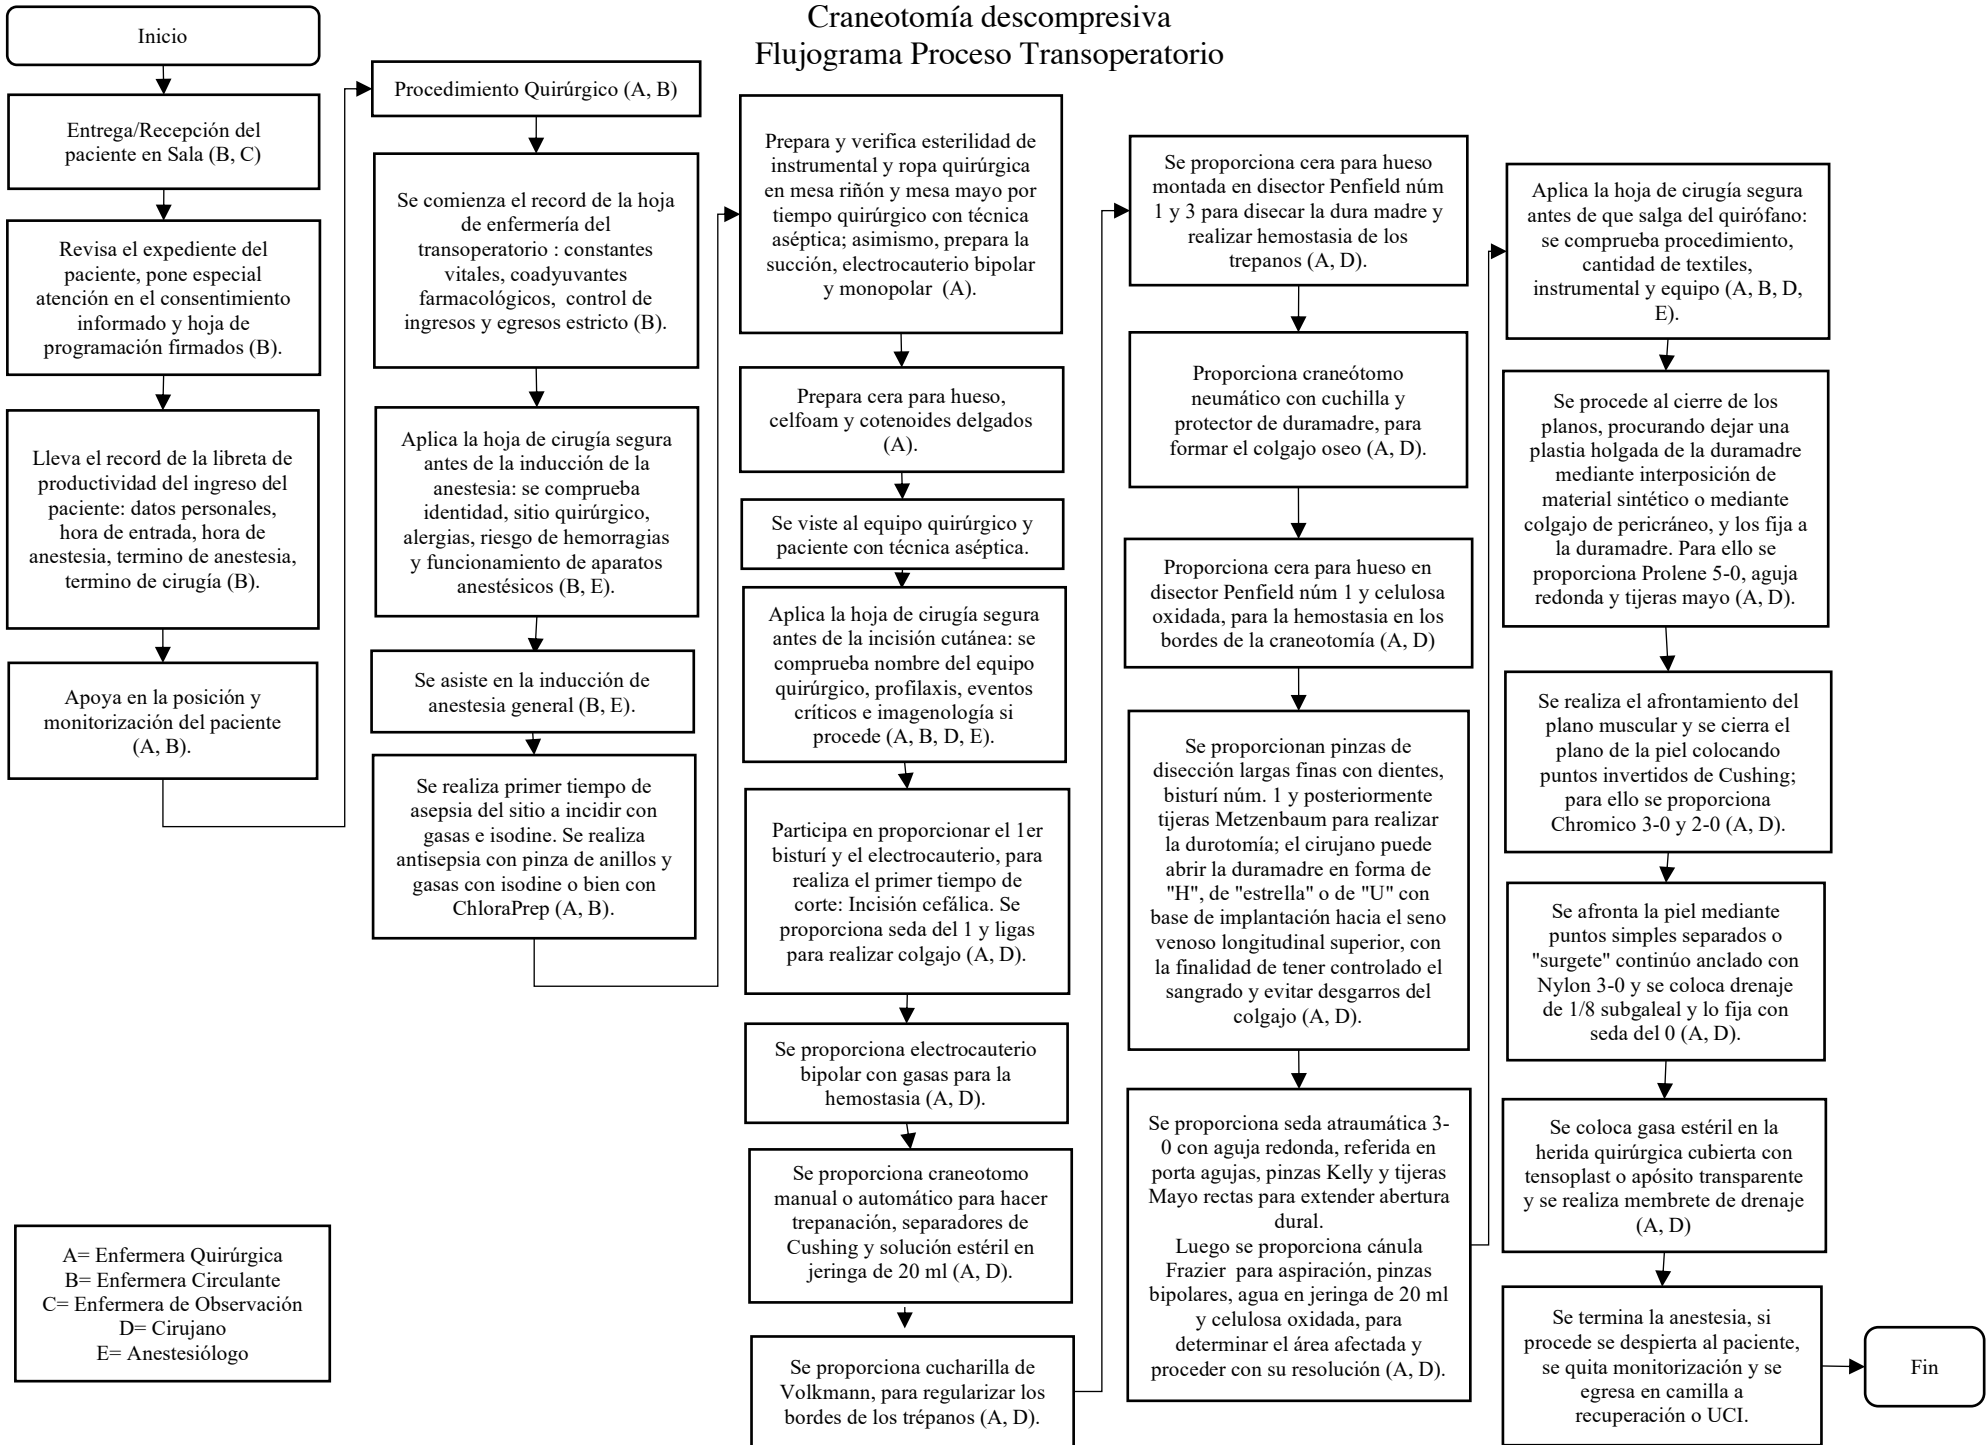 Craneotomía descompresiva
Flujograma Proceso Transoperatorio
Inicio
Entrega/Recepción del
paciente en Sala (B, C)
Revisa el expediente del
paciente, pone especial
atención en el consentimiento
informado y hoja de
programación firmados (B).
Lleva el record de la libreta de
productividad del ingreso del
paciente: datos personales,
hora de entrada, hora de
anestesia, termino de anestesia,
termino de cirugía (B).
Apoya en la posición y
monitorización del paciente
(A, B).
Procedimiento Quirúrgico (A, B)
Se comienza el record de la hoja
de enfermería del
transoperatorio : constantes
vitales, coadyuvantes
farmacológicos, control de
ingresos y egresos estricto (B).
Aplica la hoja de cirugía segura
antes de la inducción de la
anestesia: se comprueba
identidad, sitio quirúrgico,
alergias, riesgo de hemorragias
y funcionamiento de aparatos
anestésicos (B, E).
Se asiste en la inducción de
anestesia general (B, E).
Se realiza primer tiempo de
asepsia del sitio a incidir con
gasas e isodine. Se realiza
antisepsia con pinza de anillos y
gasas con isodine o bien con
ChloraPrep (A, B).
Prepara y verifica esterilidad de
instrumental y ropa quirúrgica
en mesa riñón y mesa mayo por
tiempo quirúrgico con técnica
aséptica; asimismo, prepara la
succión, electrocauterio bipolar
y monopolar (A).
Prepara cera para hueso,
celfoam y cotenoides delgados
(A).
Se viste al equipo quirúrgico y
paciente con técnica aséptica.
Aplica la hoja de cirugía segura
antes de la incisión cutánea: se
comprueba nombre del equipo
quirúrgico, profilaxis, eventos
críticos e imagenología si
procede (A, B, D, E).
Participa en proporcionar el 1er
bisturí y el electrocauterio, para
realiza el primer tiempo de
corte: Incisión cefálica. Se
proporciona seda del 1 y ligas
para realizar colgajo (A, D).
Se proporciona electrocauterio
bipolar con gasas para la
hemostasia (A, D).
Se proporciona craneotomo
manual o automático para hacer
trepanación, separadores de
Cushing y solución estéril en
jeringa de 20 ml (A, D).
Se proporciona cucharilla de
Volkmann, para regularizar los
bordes de los trépanos (A, D).
Se proporciona cera para hueso
montada en disector Penfield núm
1 y 3 para disecar la dura madre y
realizar hemostasia de los
trepanos (A, D).
Proporciona craneótomo
neumático con cuchilla y
protector de duramadre, para
formar el colgajo oseo (A, D).
Proporciona cera para hueso en
disector Penfield núm 1 y celulosa
oxidada, para la hemostasia en los
bordes de la craneotomía (A, D)
Se proporcionan pinzas de
disección largas finas con dientes,
bisturí núm. 1 y posteriormente
tijeras Metzenbaum para realizar
la durotomía; el cirujano puede
abrir la duramadre en forma de
"H", de "estrella" o de "U" con
base de implantación hacia el seno
venoso longitudinal superior, con
la finalidad de tener controlado el
sangrado y evitar desgarros del
colgajo (A, D).
Se proporciona seda atraumática 3-
0 con aguja redonda, referida en
porta agujas, pinzas Kelly y tijeras
Mayo rectas para extender abertura
dural.
Luego se proporciona cánula
Frazier para aspiración, pinzas
bipolares, agua en jeringa de 20 ml
y celulosa oxidada, para
determinar el área afectada y
proceder con su resolución (A, D).
Aplica la hoja de cirugía segura
antes de que salga del quirófano:
se comprueba procedimiento,
cantidad de textiles,
instrumental y equipo (A, B, D,
E).
Se procede al cierre de los
planos, procurando dejar una
plastia holgada de la duramadre
mediante interposición de
material sintético o mediante
colgajo de pericráneo, y los fija a
la duramadre. Para ello se
proporciona Prolene 5-0, aguja
redonda y tijeras mayo (A, D).
Se realiza el afrontamiento del
plano muscular y se cierra el
plano de la piel colocando
puntos invertidos de Cushing;
para ello se proporciona
Chromico 3-0 y 2-0 (A, D).
Se afronta la piel mediante
puntos simples separados o
"surgete" continúo anclado con
Nylon 3-0 y se coloca drenaje
de 1/8 subgaleal y lo fija con
seda del 0 (A, D).
Se coloca gasa estéril en la
herida quirúrgica cubierta con
tensoplast o apósito transparente
y se realiza membrete de drenaje
(A, D)
Se termina la anestesia, si
procede se despierta al paciente,
se quita monitorización y se
egresa en camilla a
recuperación o UCI.
Fin
A= Enfermera Quirúrgica
B= Enfermera Circulante
C= Enfermera de Observación
D= Cirujano
E= Anestesiólogo